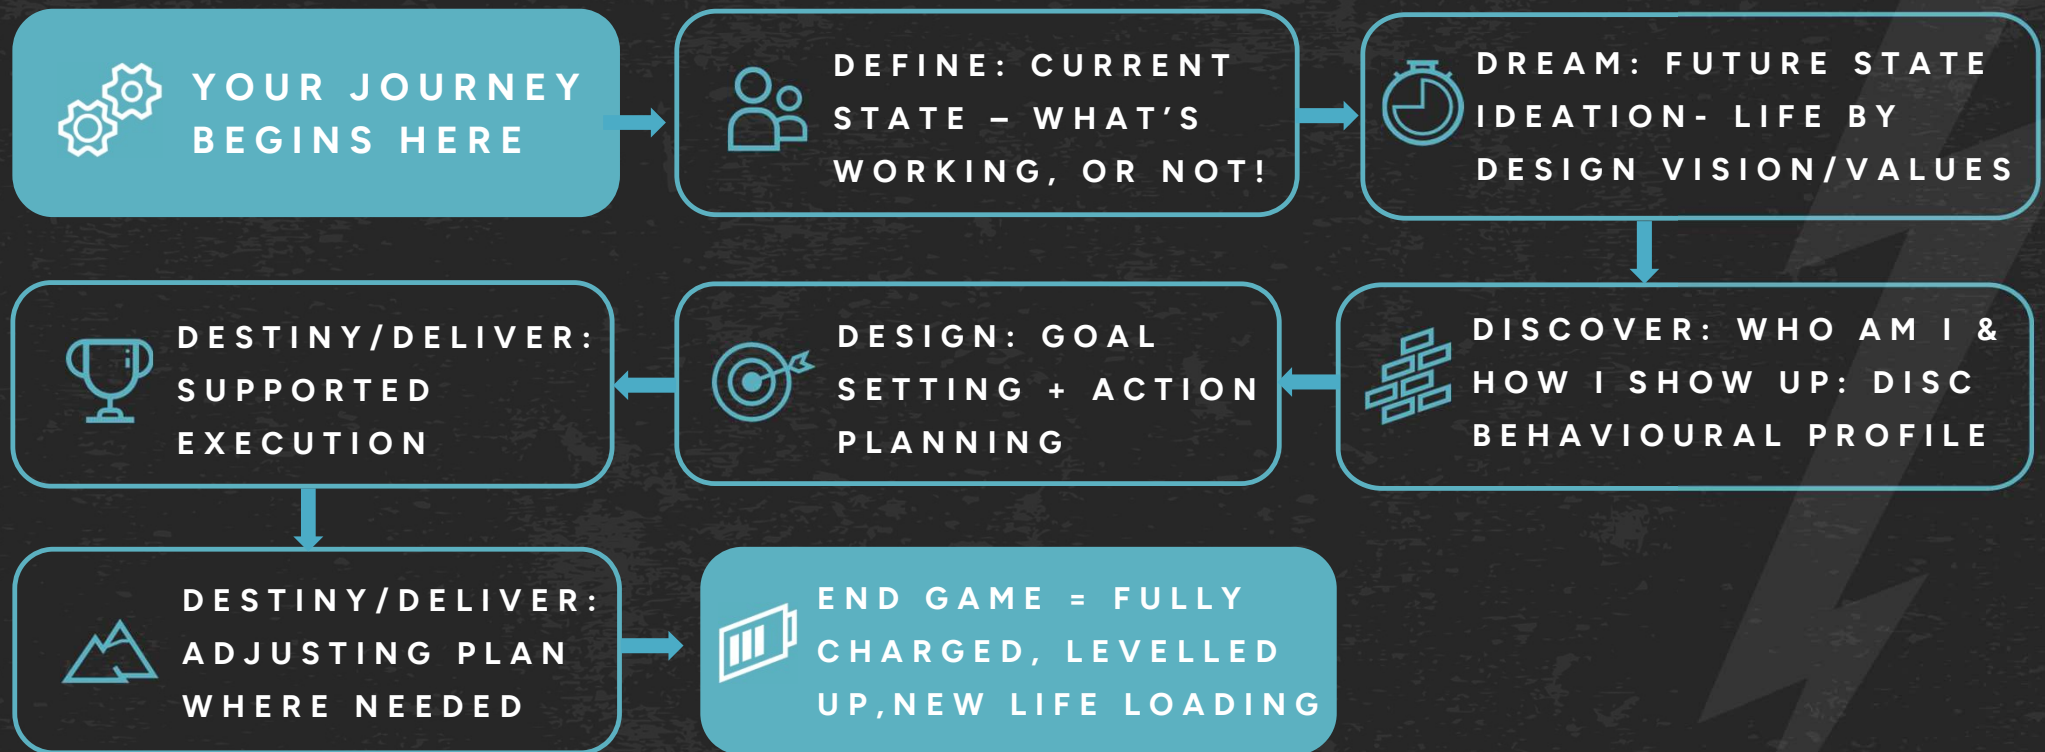 YOUR JOURNEY
BEGINS HERE
DEFINE: CURRENT
STATE – WHAT'S
WORKING, OR NOT!
DREAM: FUTURE STATE
IDEATION- LIFE BY
DESIGN VISION/VALUES
DISCOVER: WHO AM I &
HOW I SHOW UP: DISC
BEHAVIOURAL PROFILE
DESIGN: GOAL
SETTING + ACTION
PLANNING
DESTINY/DELIVER:
SUPPORTED
EXECUTION
DESTINY/DELIVER:
ADJUSTING PLAN
WHERE NEEDED
END GAME = FULLY
CHARGED, LEVELLED
UP,NEW LIFE LOADING